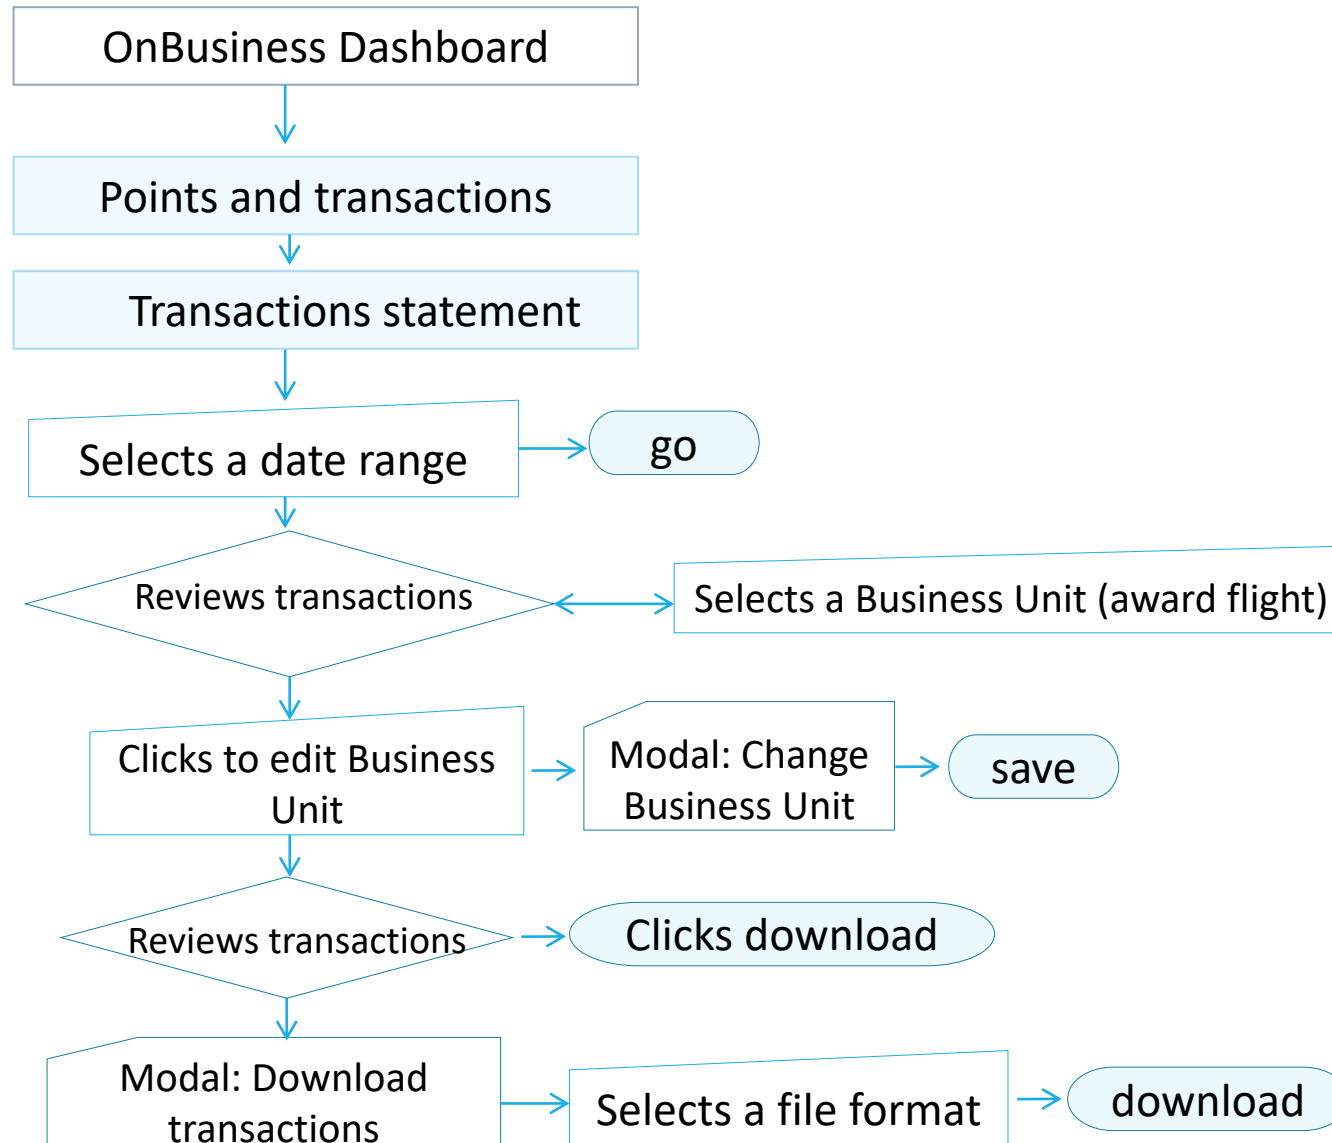 OnBusiness Dashboard
Points and transactions
Transactions statement
Selects a date range
go
Reviews transactions
Selects a Business Unit (award flight)
Clicks to edit Business
Unit
Modal: Change
Business Unit
save
Reviews transactions
Clicks download
Modal: Download
transactions
Selects a file format
download